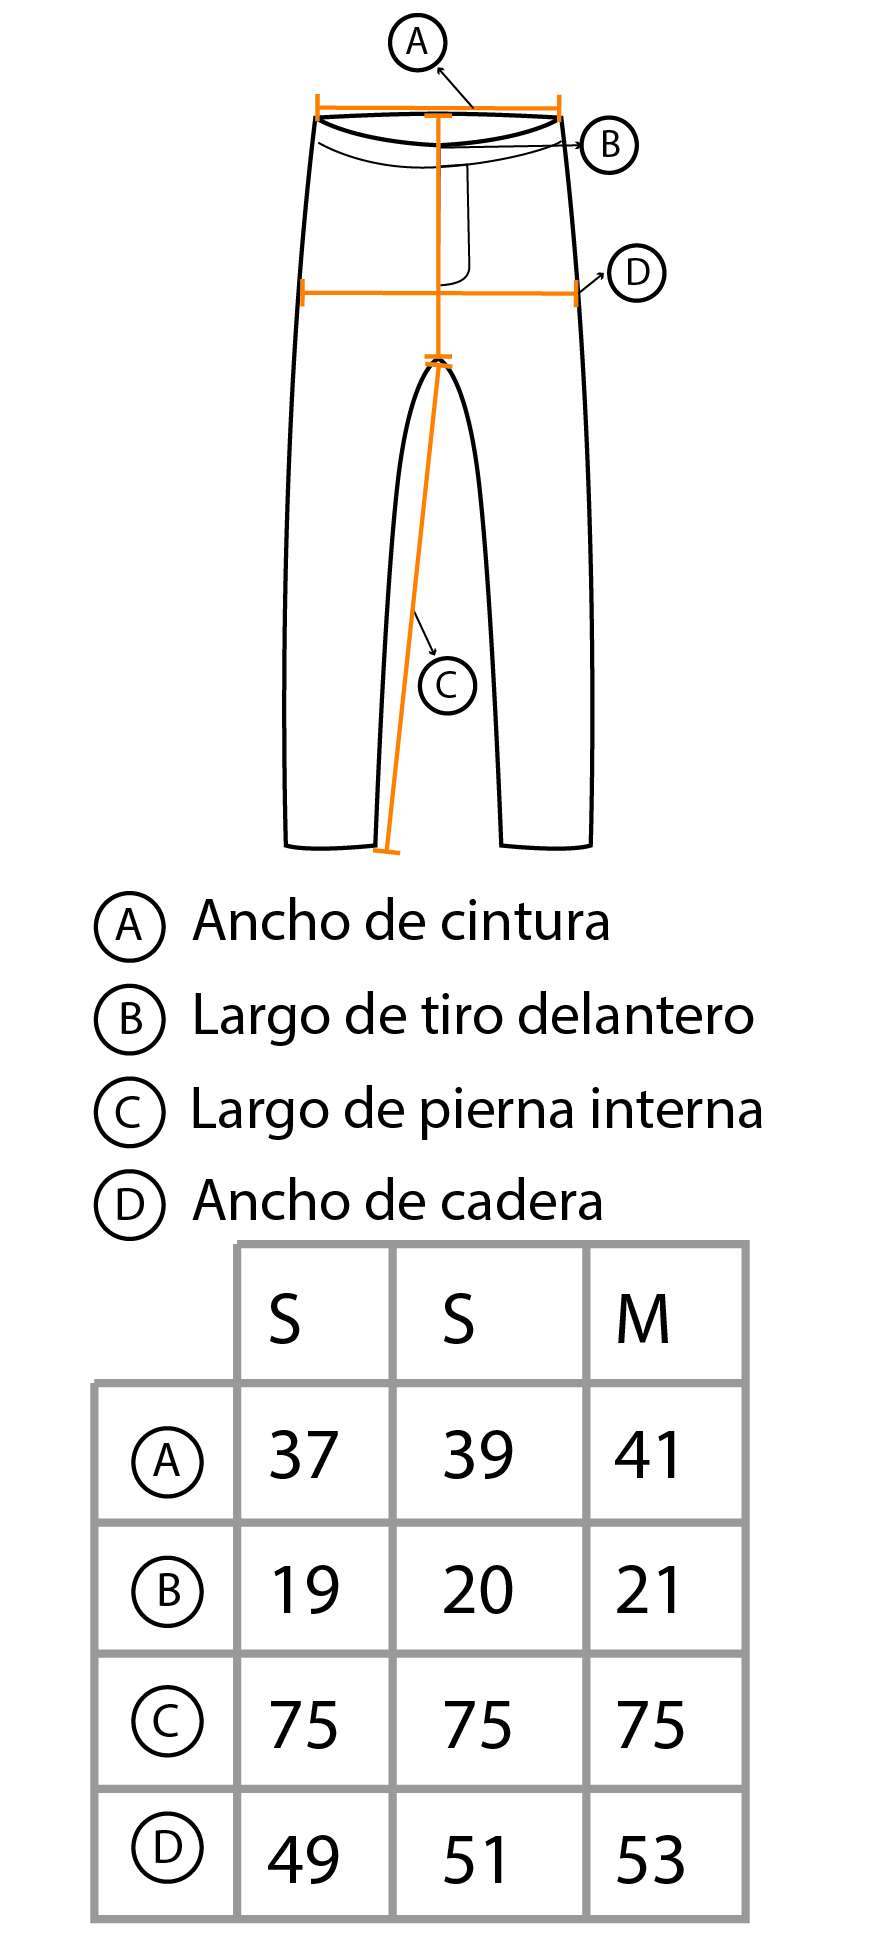 A
B
D
C
A Ancho de cintura
B Largo de tiro delantero
C Largo de pierna interna
D Ancho de cadera
S S M
A 37 39 41
B 19 20 21
C 75 75 75
D 49 51 53